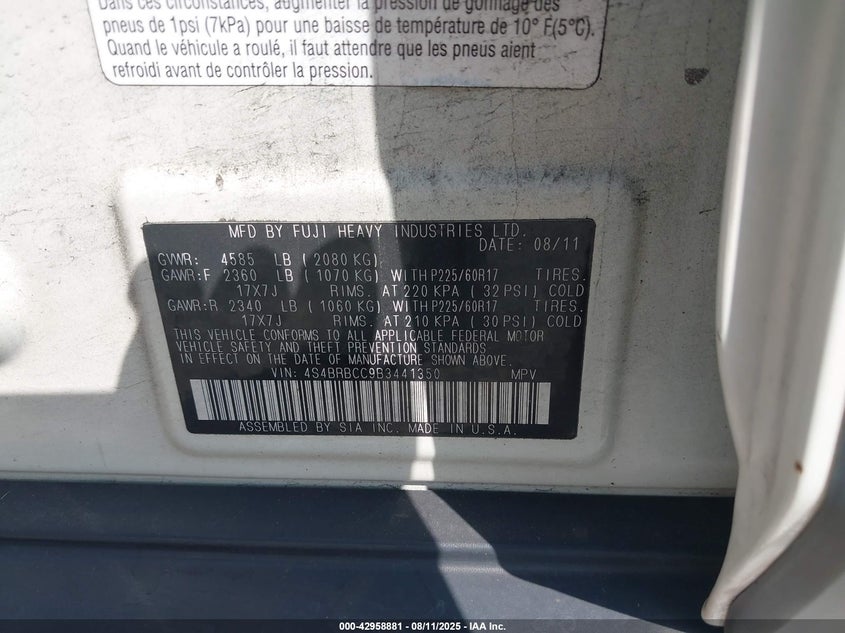 Dans ces circonstances, augmenter la pression de gonflage des
pneus de 1psi (7kPa) pour une baisse de température de 10° F(5°C).
Quand le véhicule a roulé, il faut attendre que les pneus aient
refroidi avant de contrôler la pression.
MFD BY FUJI HEAVY INDUSTRIES LTD.
DATE: 08/11
GVWR: 4585 LB (2080 KG)
GAWR:F 2360 LB (1070 KG) WITH P225/60R17 TIRES.
17X7J RIMS. AT 220 KPA (32 PSI) COLD
GAWR:R 2340 LB (1060 KG) WITH P225/60R17 TIRES.
17X7J RIMS. AT 210 KPA (30 PSI) COLD
THIS VEHICLE CONFORMS TO ALL APPLICABLE FEDERAL MOTOR
VEHICLE SAFETY AND THEFT PREVENTION STANDARDS
IN EFFECT ON THE DATE OF MANUFACTURE SHOWN ABOVE.
VIN: 4S4BRBCC9B3441350 MPV
ASSEMBLED BY SIA INC. MADE IN U.S.A.
000-42958881 - 08/11/2025 - IAA Inc.